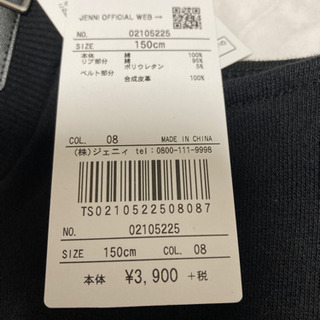 JENNI OFFICIAL WEB
NO. 02105225
SIZE 150cm
本体 綿 100%
リブ部分 綿 95%
ポリウレタン 5%
ベルト部分 合成皮革 100%
COL. 08 MADE IN CHINA
(株)ジェニィ tel：0800-111-9998
TS0210522508087
NO. 02105225
SIZE 150cm COL. 08
本体 ¥3,900 +税